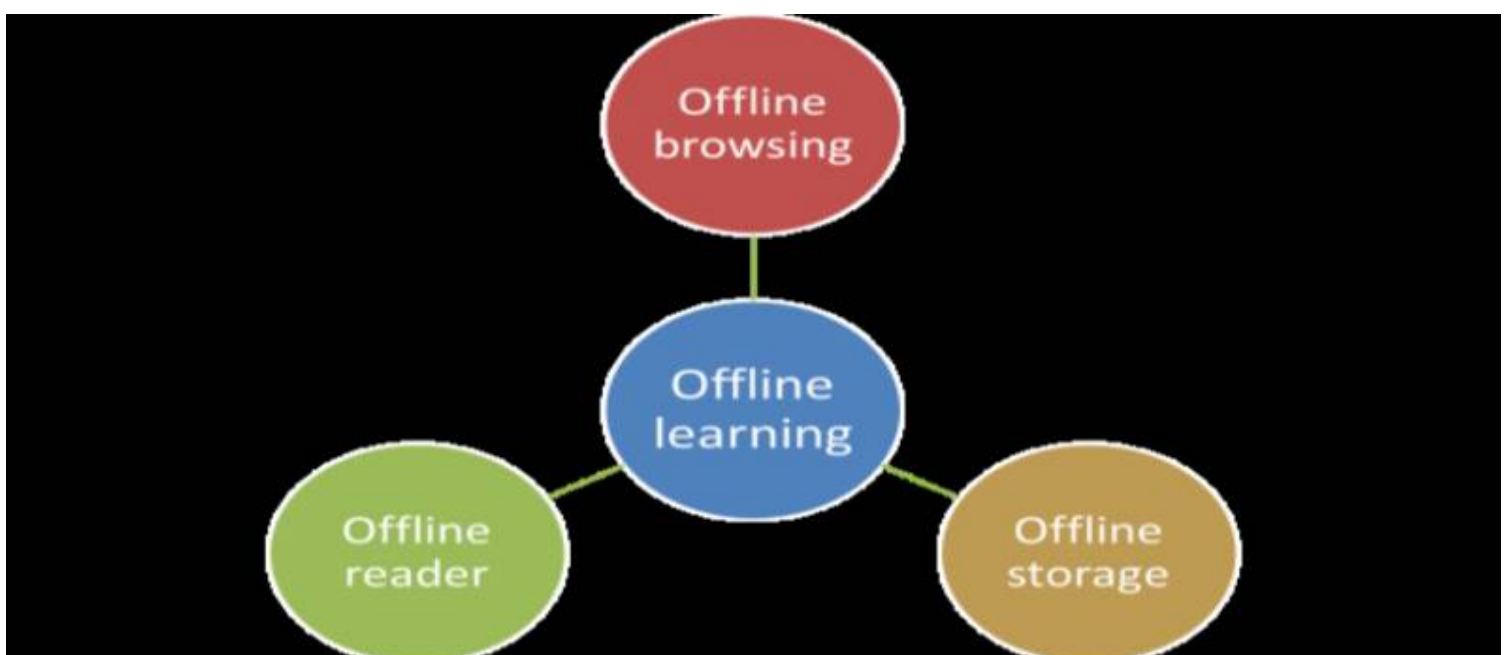 Offline
browsing
Offline
learning
Offline
reader
Offline
storage